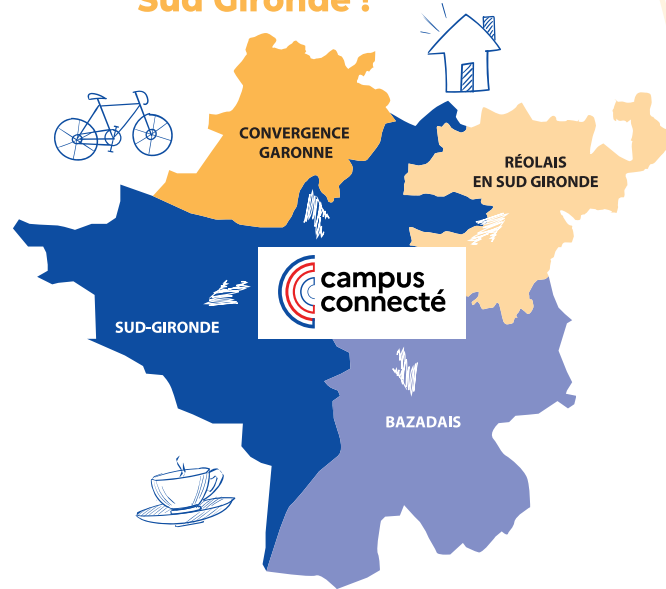 Sud Gironde !
CONVERGENCE
GARONNE
RÉOLAIS
EN SUD GIRONDE
campus
connecté
SUD-GIRONDE
BAZADAIS